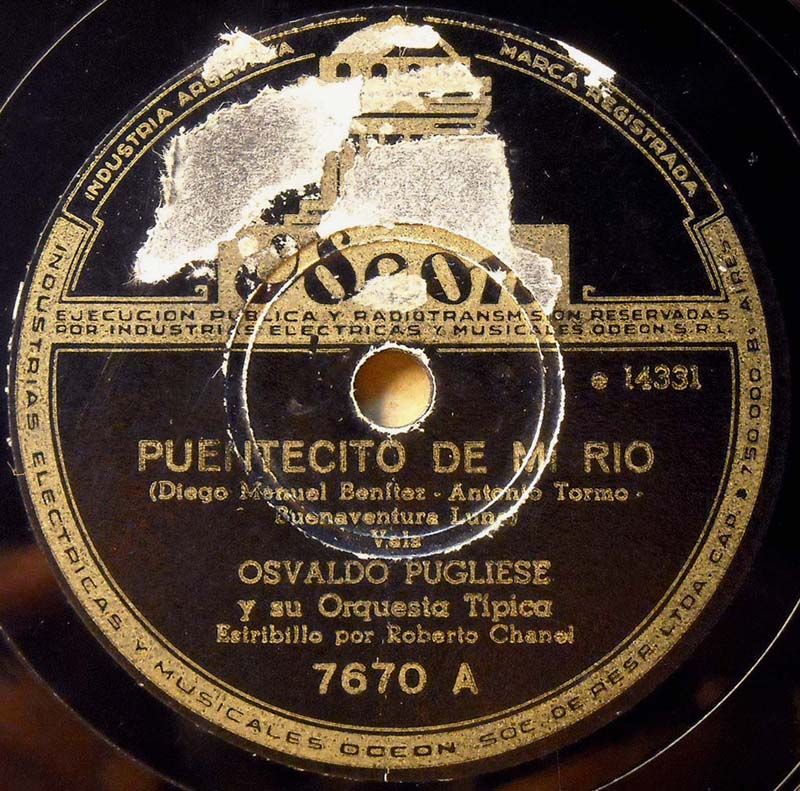 INDUSTRIA ARGENTINA
MARCA REGISTRADA
Odeon
EJECUCION PUBLICA Y RADIOTRANSMISION RESERVADAS
POR INDUSTRIAS ELECTRICAS Y MUSICALES ODEON S.R.L.
● 14331
PUENTECITO DE MI RIO
(Diego Manuel Benítez - Antonio Tormo -
Buenaventura Luna)
Vals
OSVALDO PUGLIESE
y su Orquesta Típica
Estribillo por Roberto Chanel
7670 A
INDUSTRIAS ELECTRICAS Y MUSICALES ODEON SOC. DE RESP. LTDA. CAP. $ 750.000 B. AIRES